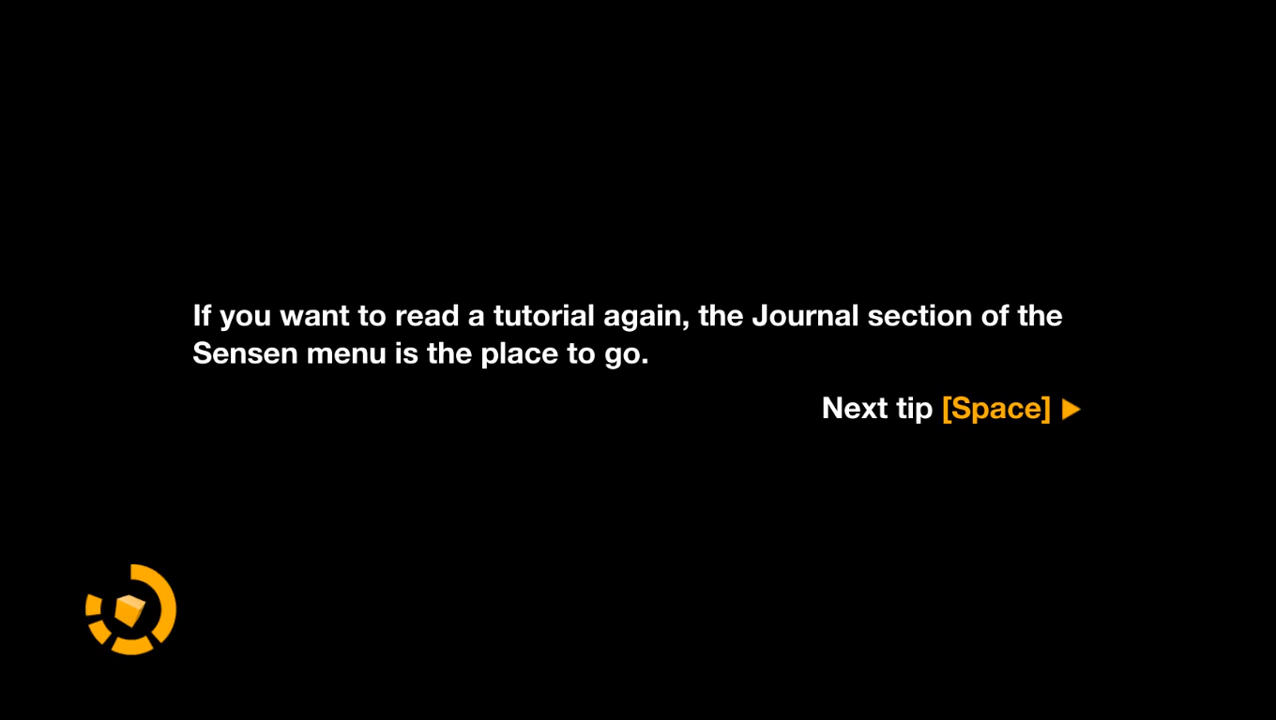 If you want to read a tutorial again, the Journal section of the
Sensen menu is the place to go.
Next tip [Space]